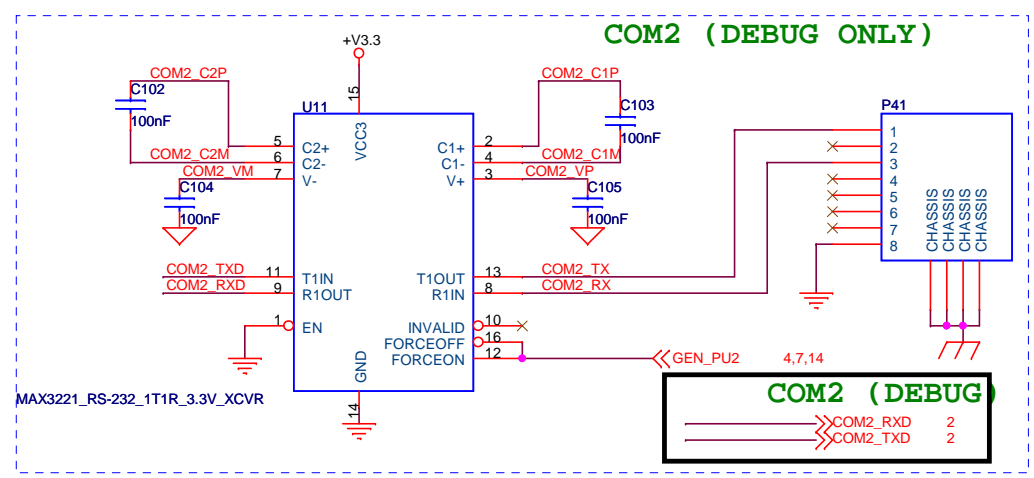 COM2 (DEBUG ONLY)
+V3.3
COM2_C2P
COM2_C1P
C102
100nF
15
U11
C103
100nF
P41
VCC3
5
C2+
C1+
2
1
2
COM2_C2M
6
C2-
C1-
4
COM2_C1M
3
COM2_VM
7
V-
V+
3
COM2_VP
4
C104
100nF
C105
100nF
5
6
7
8
CHASSIS
CHASSIS
CHASSIS
CHASSIS
COM2_TXD
11
T1IN
T1OUT
13
COM2_TX
COM2_RXD
9
R1OUT
R1IN
8
COM2_RX
1
EN
INVALID
10
FORCEOFF
16
FORCEON
12
GEN_PU2 4,7,14
GND
14
MAX3221_RS-232_1T1R_3.3V_XCVR
COM2 (DEBUG)
COM2_RXD 2
COM2_TXD 2